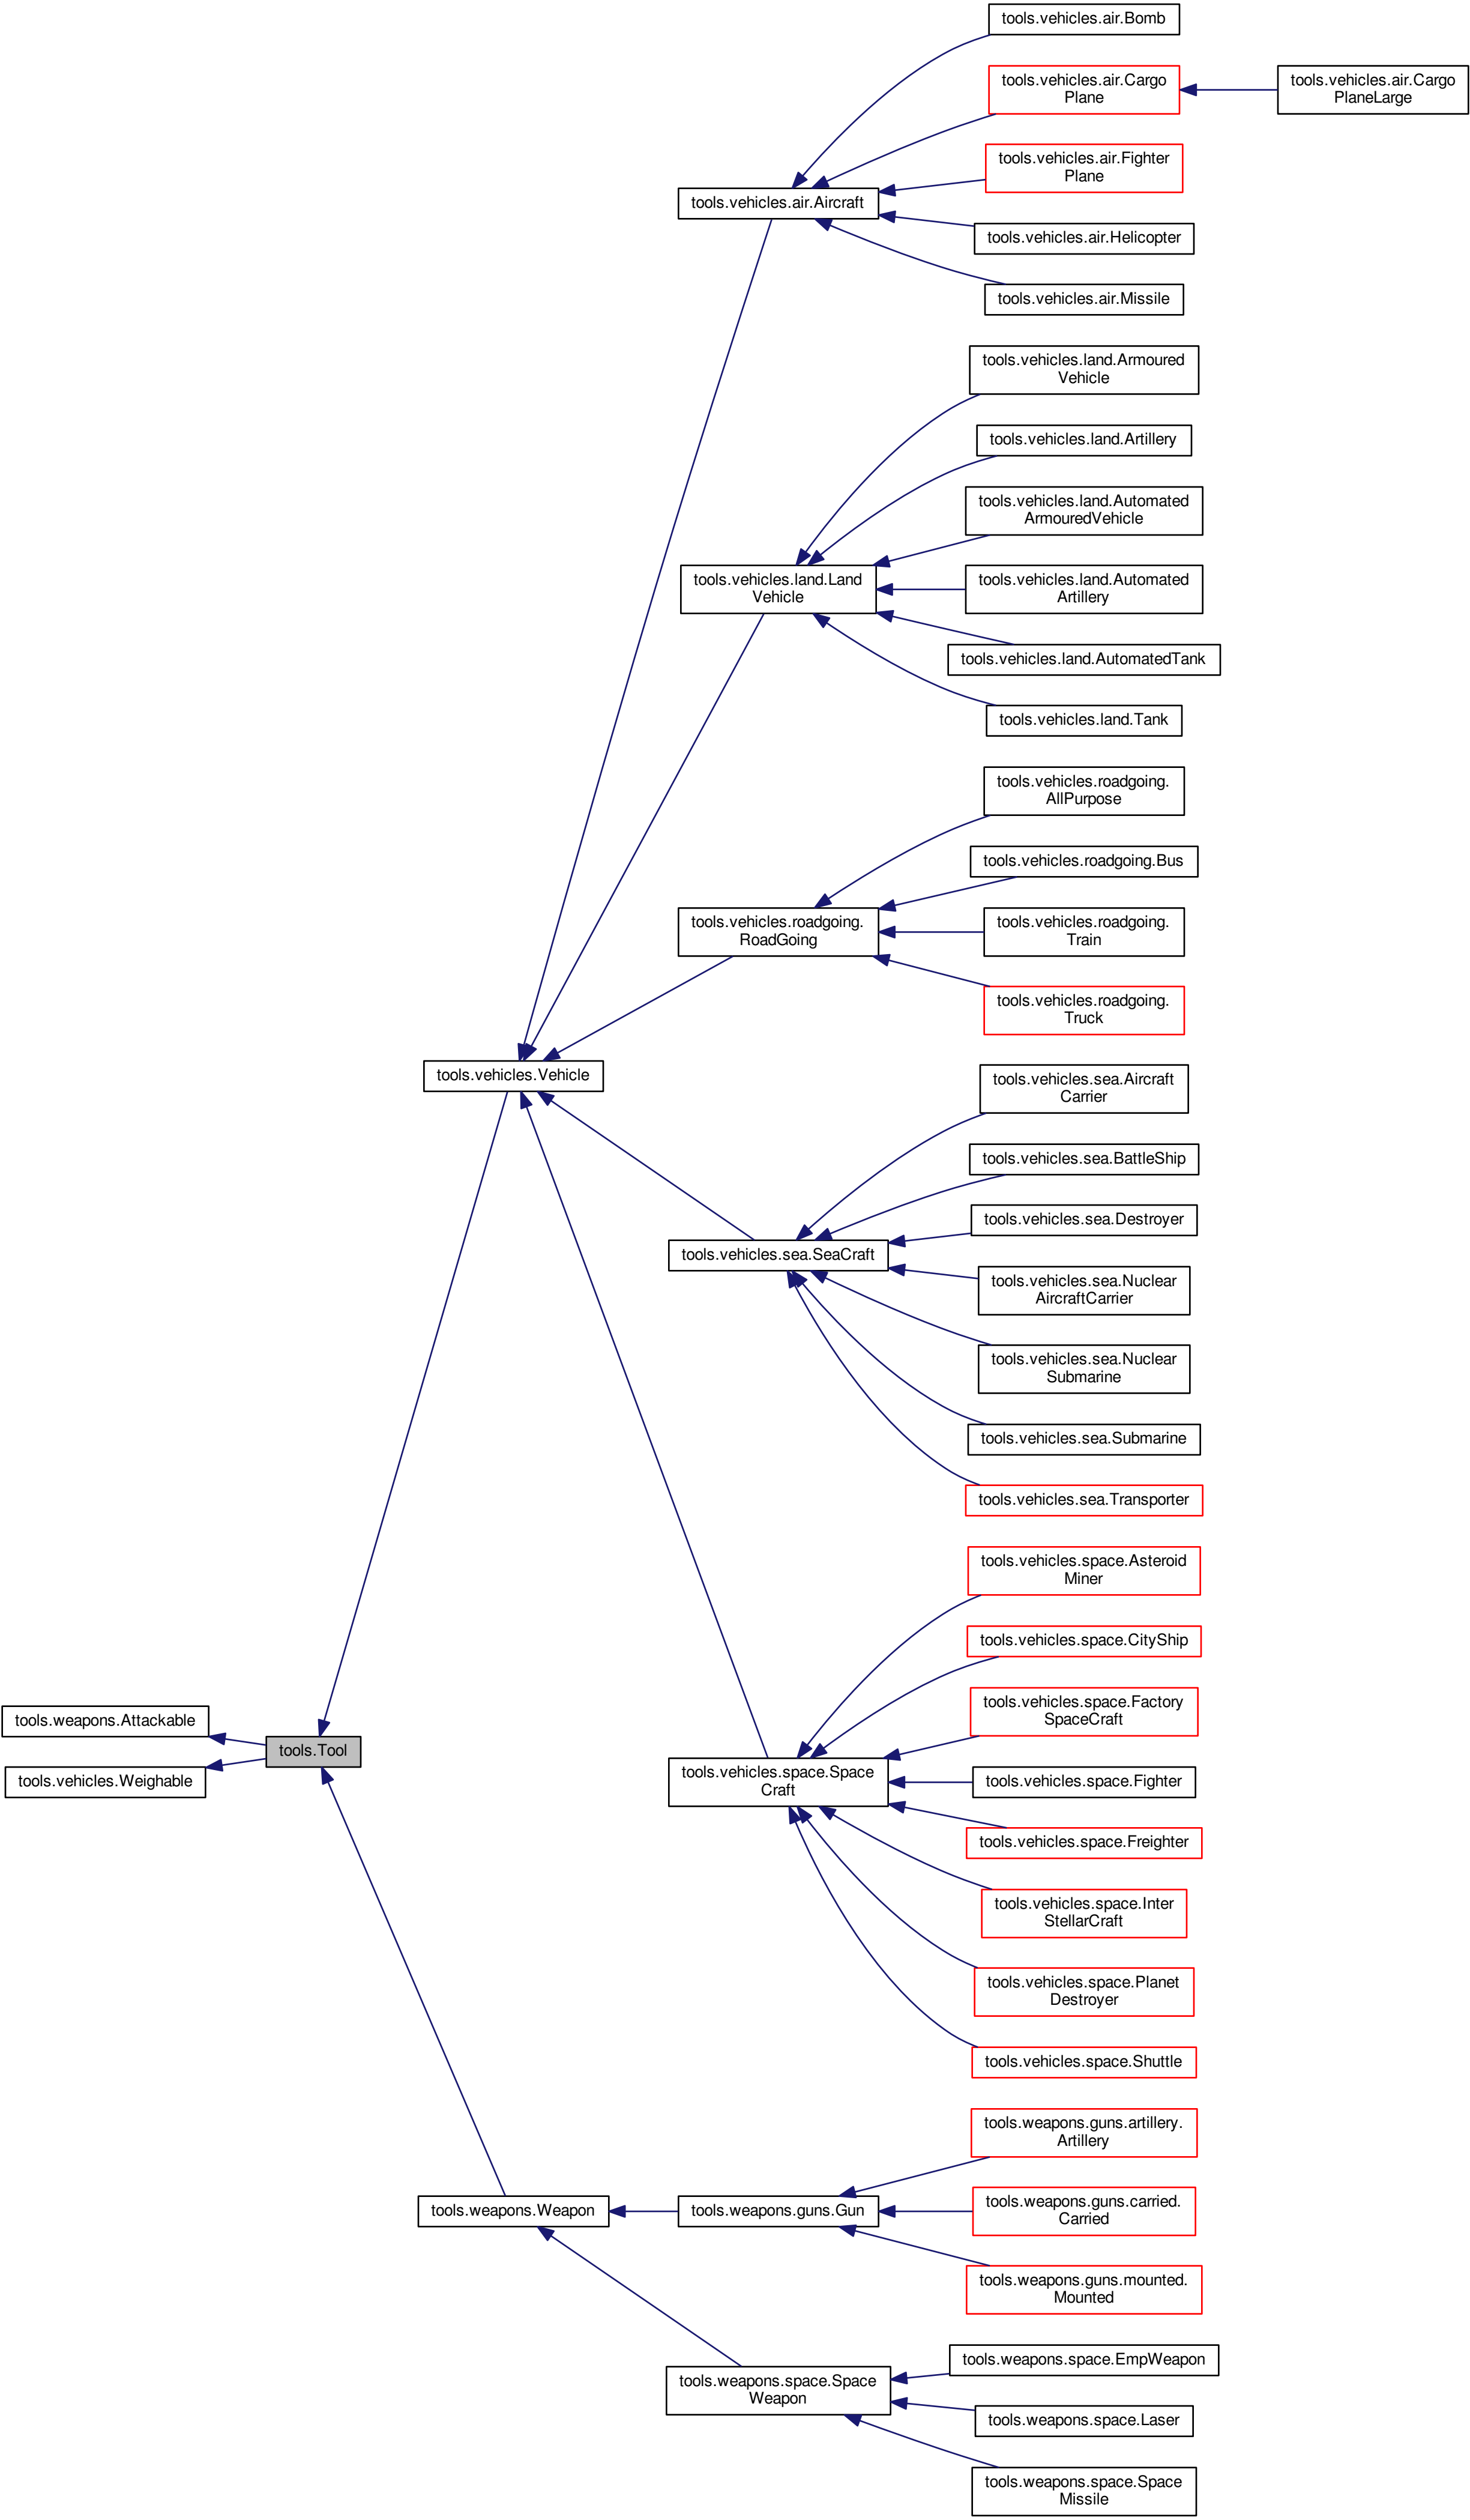 tools.vehicles.air.Bomb
tools.vehicles.air.Cargo
Plane
tools.vehicles.air.Cargo
PlaneLarge
tools.vehicles.air.Fighter
Plane
tools.vehicles.air.Aircraft
tools.vehicles.air.Helicopter
tools.vehicles.air.Missile
tools.vehicles.land.Armoured
Vehicle
tools.vehicles.land.Artillery
tools.vehicles.land.Automated
ArmouredVehicle
tools.vehicles.land.Land
Vehicle
tools.vehicles.land.Automated
Artillery
tools.vehicles.land.AutomatedTank
tools.vehicles.land.Tank
tools.vehicles.roadgoing.
AllPurpose
tools.vehicles.roadgoing.Bus
tools.vehicles.roadgoing.
RoadGoing
tools.vehicles.roadgoing.
Train
tools.vehicles.roadgoing.
Truck
tools.vehicles.Vehicle
tools.vehicles.sea.Aircraft
Carrier
tools.vehicles.sea.BattleShip
tools.vehicles.sea.Destroyer
tools.vehicles.sea.SeaCraft
tools.vehicles.sea.Nuclear
AircraftCarrier
tools.vehicles.sea.Nuclear
Submarine
tools.vehicles.sea.Submarine
tools.vehicles.sea.Transporter
tools.vehicles.space.Asteroid
Miner
tools.vehicles.space.CityShip
tools.vehicles.space.Factory
SpaceCraft
tools.weapons.Attackable
tools.Tool
tools.vehicles.Weighable
tools.vehicles.space.Space
Craft
tools.vehicles.space.Fighter
tools.vehicles.space.Freighter
tools.vehicles.space.Inter
StellarCraft
tools.vehicles.space.Planet
Destroyer
tools.vehicles.space.Shuttle
tools.weapons.guns.artillery.
Artillery
tools.weapons.Weapon
tools.weapons.guns.Gun
tools.weapons.guns.carried.
Carried
tools.weapons.guns.mounted.
Mounted
tools.weapons.space.EmpWeapon
tools.weapons.space.Space
Weapon
tools.weapons.space.Laser
tools.weapons.space.Space
Missile